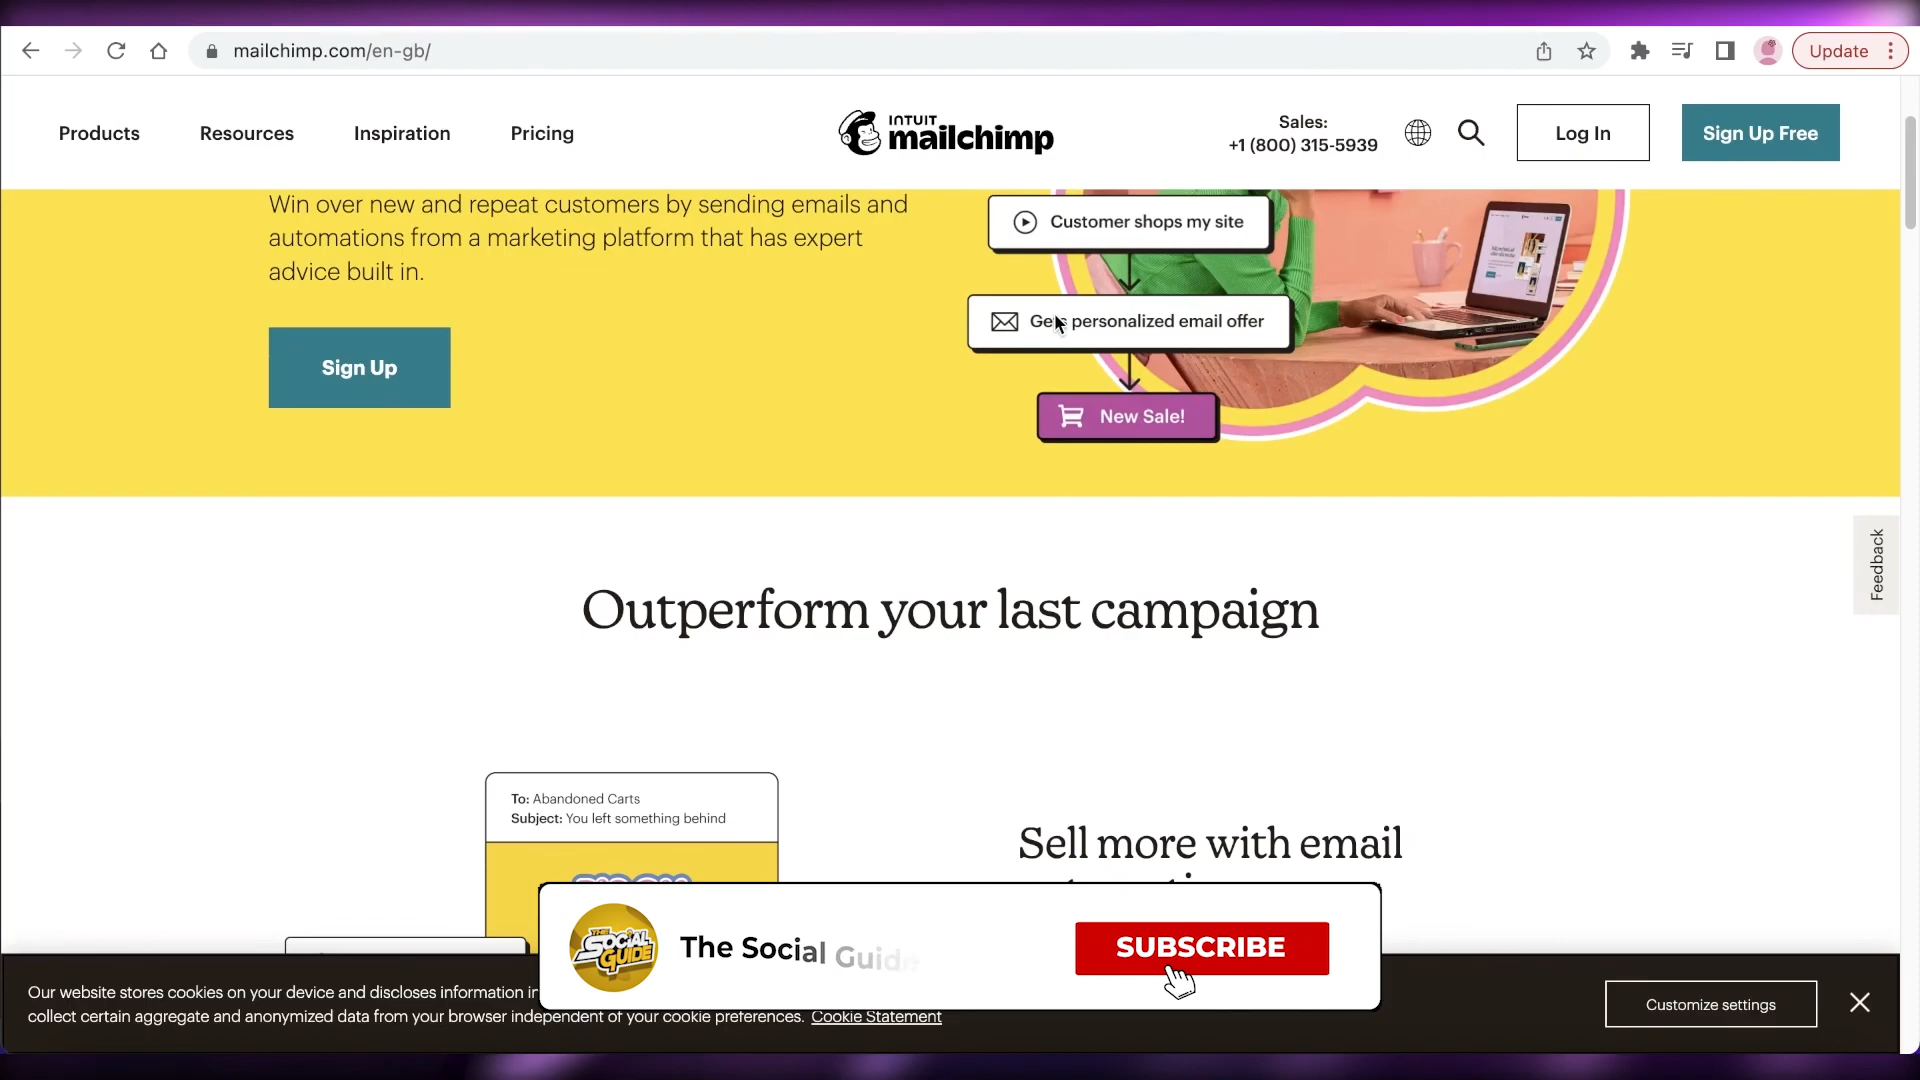 mailchimp.com/en-gb/
Update
Products
Resources
Inspiration
Pricing
INTUIT
mailchimp
Sales:
+1 (800) 315-5939
Log In
Sign Up Free
Win over new and repeat customers by sending emails and
automations from a marketing platform that has expert
advice built in.
Sign Up
Customer shops my site
Gets personalized email offer
New Sale!
Feedback
Outperform your last campaign
To: Abandoned Carts
Subject: You left something behind
Sell more with email
THE SOCIAL GUIDE
The Social Guide
SUBSCRIBE
Our website stores cookies on your device and discloses information in
collect certain aggregate and anonymized data from your browser independent of your cookie preferences. Cookie Statement
Customize settings